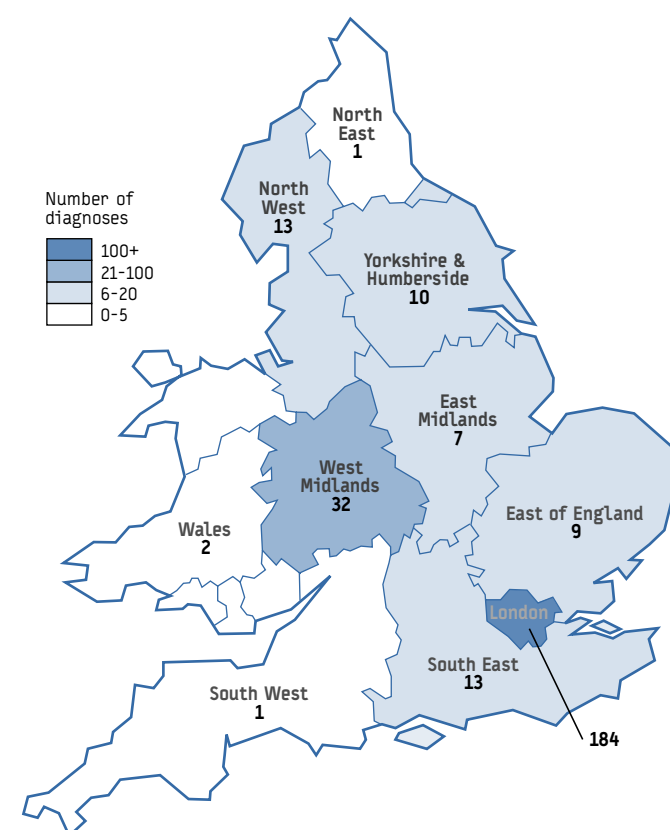 North
East
1
North
West
13
Number of
diagnoses
100+
21-100
6-20
0-5
Yorkshire &
Humberside
10
East
Midlands
7
West
Midlands
32
East of England
9
Wales
2
London
South East
13
South West
1
184